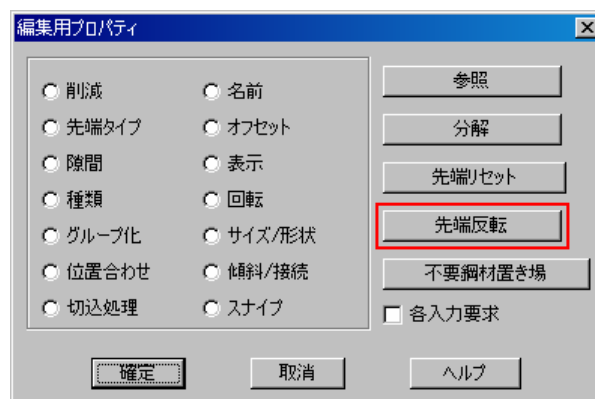 編集用プロパティ
削減
名前
先端タイプ
オフセット
隙間
表示
種類
回転
グループ化
サイズ/形状
位置合わせ
傾斜/接続
切込処理
スナイプ
参照
分解
先端リセット
先端反転
不要鋼材置き場
各入力要求
確定
取消
ヘルプ